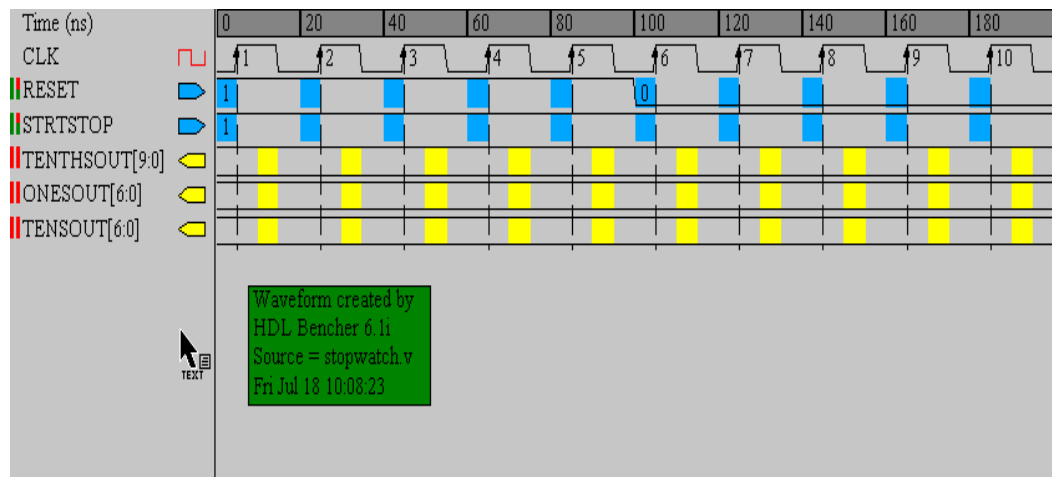 Time (ns) 0 20 40 60 80 100 120 140 160 180
CLK 1 2 3 4 5 6 7 8 9 10
RESET 1 0
STRTSTOP 1
TENTHSOUT[9:0]
ONESOUT[6:0]
TENSOUT[6:0]
Waveform created by
HDL Bencher 6.1i
Source = stopwatch.v
Fri Jul 18 10:08:23
TEXT